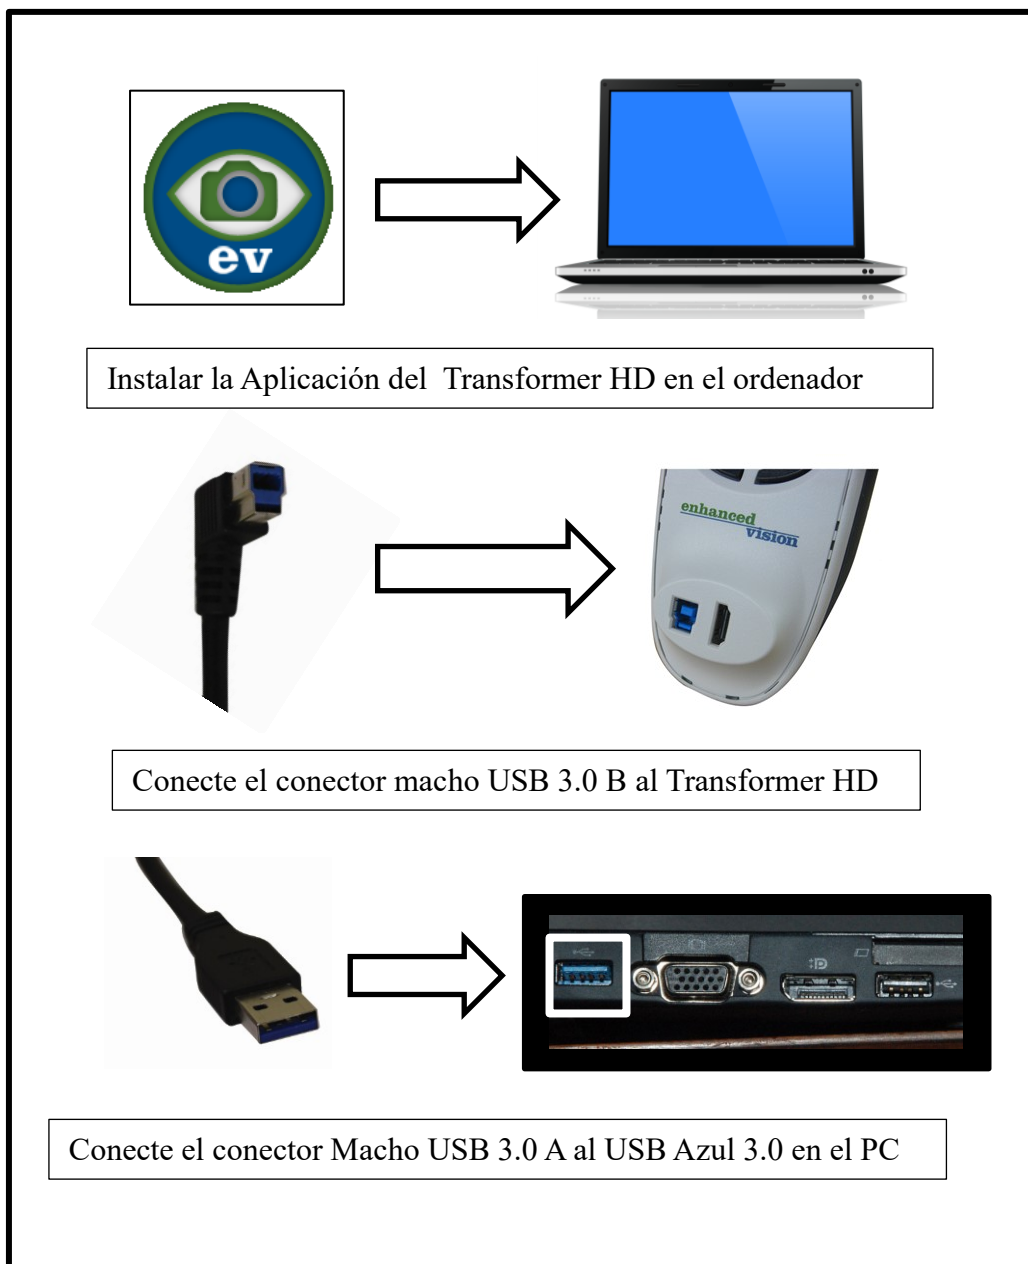 ev
Instalar la Aplicación del Transformer HD en el ordenador
enhanced
vision
Conecte el conector macho USB 3.0 B al Transformer HD
Conecte el conector Macho USB 3.0 A al USB Azul 3.0 en el PC